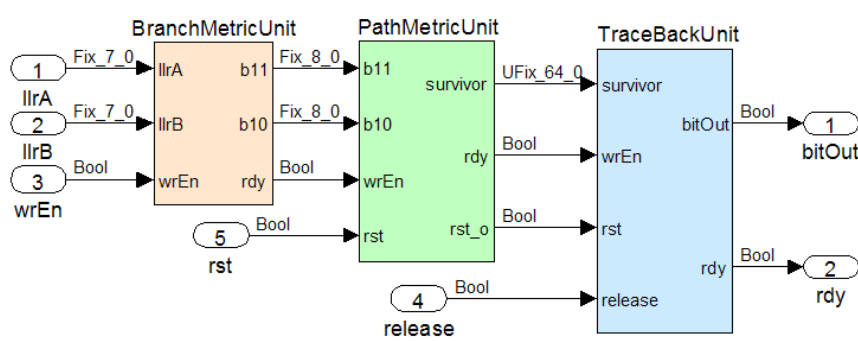 BranchMetricUnit
PathMetricUnit
TraceBackUnit
1
llrA
Fix_7_0
2
llrB
Fix_7_0
3
wrEn
Bool
llrA
llrB
wrEn
b11
b10
rdy
Fix_8_0
Fix_8_0
Bool
5
rst
Bool
b11
b10
wrEn
rst
survivor
rdy
rst_o
UFix_64_0
Bool
Bool
4
release
Bool
survivor
wrEn
rst
release
bitOut
rdy
Bool
1
bitOut
Bool
2
rdy